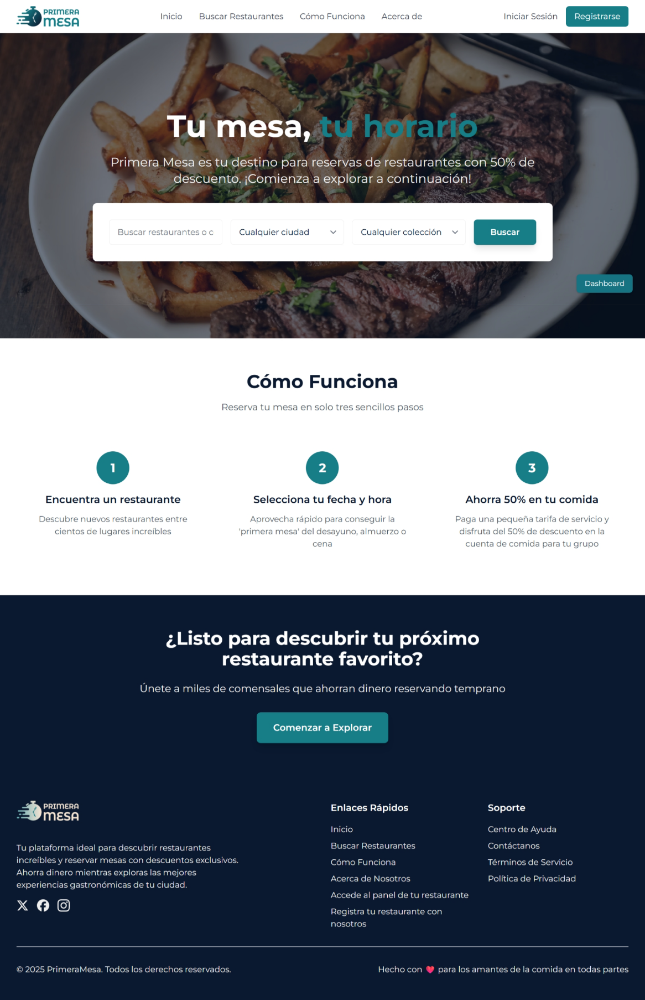 PRIMERA
MESA
Inicio
Buscar Restaurantes
Cómo Funciona
Acerca de
Iniciar Sesión
Registrarse
Tu mesa, tu horario
Primera Mesa es tu destino para reservas de restaurantes con 50% de
descuento. ¡Comienza a explorar a continuación!
Buscar restaurantes o c
Cualquier ciudad
Cualquier colección
Buscar
Dashboard
Cómo Funciona
Reserva tu mesa en solo tres sencillos pasos
1
Encuentra un restaurante
Descubre nuevos restaurantes entre
cientos de lugares increíbles
2
Selecciona tu fecha y hora
Aprovecha rápido para conseguir la
'primera mesa' del desayuno, almuerzo o
cena
3
Ahorra 50% en tu comida
Paga una pequeña tarifa de servicio y
disfruta del 50% de descuento en la
cuenta de comida para tu grupo
¿Listo para descubrir tu próximo
restaurante favorito?
Únete a miles de comensales que ahorran dinero reservando temprano
Comenzar a Explorar
PRIMERA
MESA
Tu plataforma ideal para descubrir restaurantes
increíbles y reservar mesas con descuentos exclusivos.
Ahorra dinero mientras exploras las mejores
experiencias gastronómicas de tu ciudad.
Enlaces Rápidos
Inicio
Buscar Restaurantes
Cómo Funciona
Acerca de Nosotros
Accede al panel de tu restaurante
Registra tu restaurante con
nosotros
Soporte
Centro de Ayuda
Contáctanos
Términos de Servicio
Política de Privacidad
© 2025 PrimeraMesa. Todos los derechos reservados.
Hecho con ❤️ para los amantes de la comida en todas partes